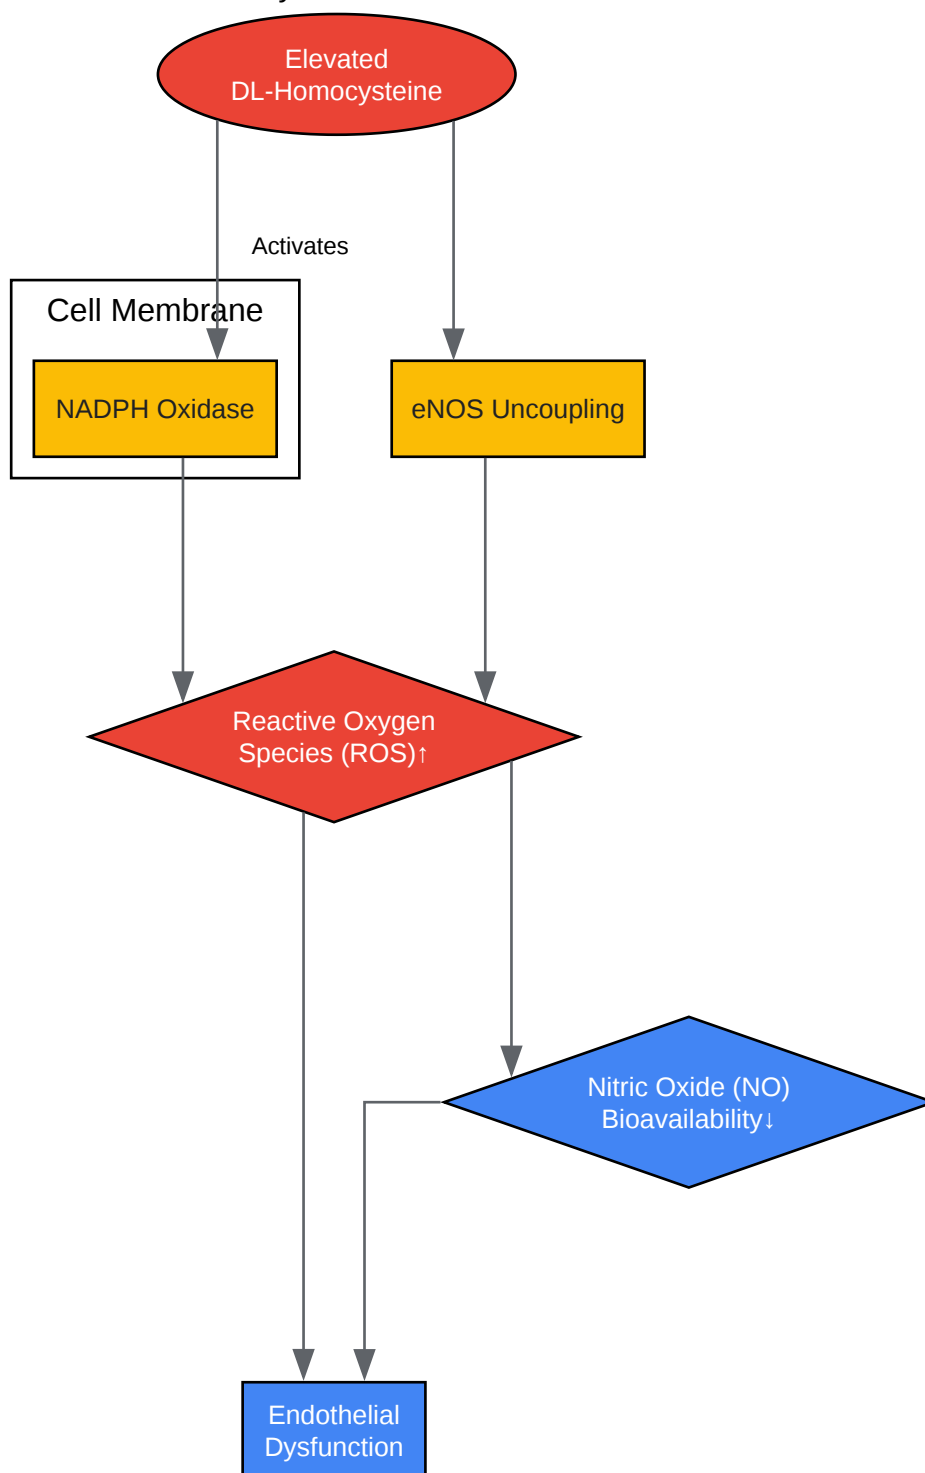 Elevated
DL-Homocysteine
Activates
Cell Membrane
NADPH Oxidase
eNOS Uncoupling
Reactive Oxygen
Species (ROS)↑
Nitric Oxide (NO)
Bioavailability↓
Endothelial
Dysfunction